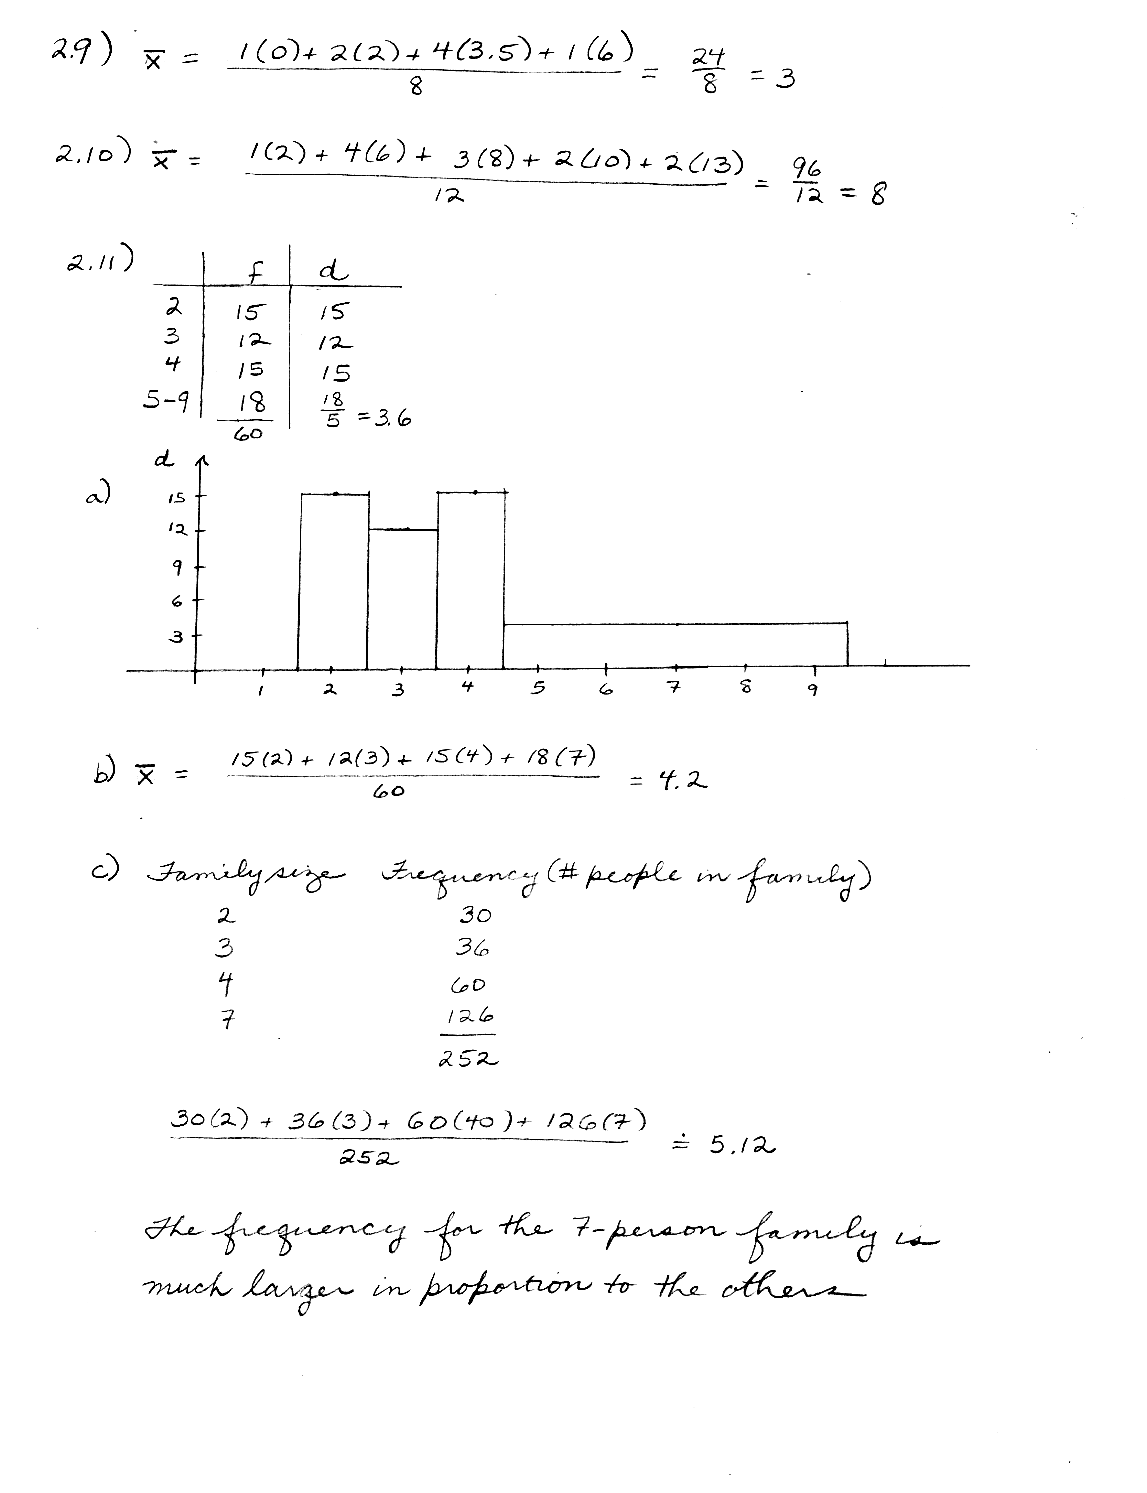 2.9) x̄ = 1(0) + 2(2) + 4(3.5) + 1(6) / 8 = 24/8 = 3
2.10) x̄ = 1(2) + 4(6) + 3(8) + 2(10) + 2(13) / 12 = 96/12 = 8
2.11)
f d
2 15 15
3 12 12
4 15 15
5-9 18 18/5 = 3.6
60
a)
d
15
12
9
6
3
1 2 3 4 5 6 7 8 9
b) x̄ = 15(2) + 12(3) + 15(4) + 18(7) / 60 = 4.2
c) Family size Frequency (# people in family)
2 30
3 36
4 60
7 126
252
30(2) + 36(3) + 60(40) + 126(7) / 252 ≐ 5.12
The frequency for the 7-person family is
much larger in proportion to the others